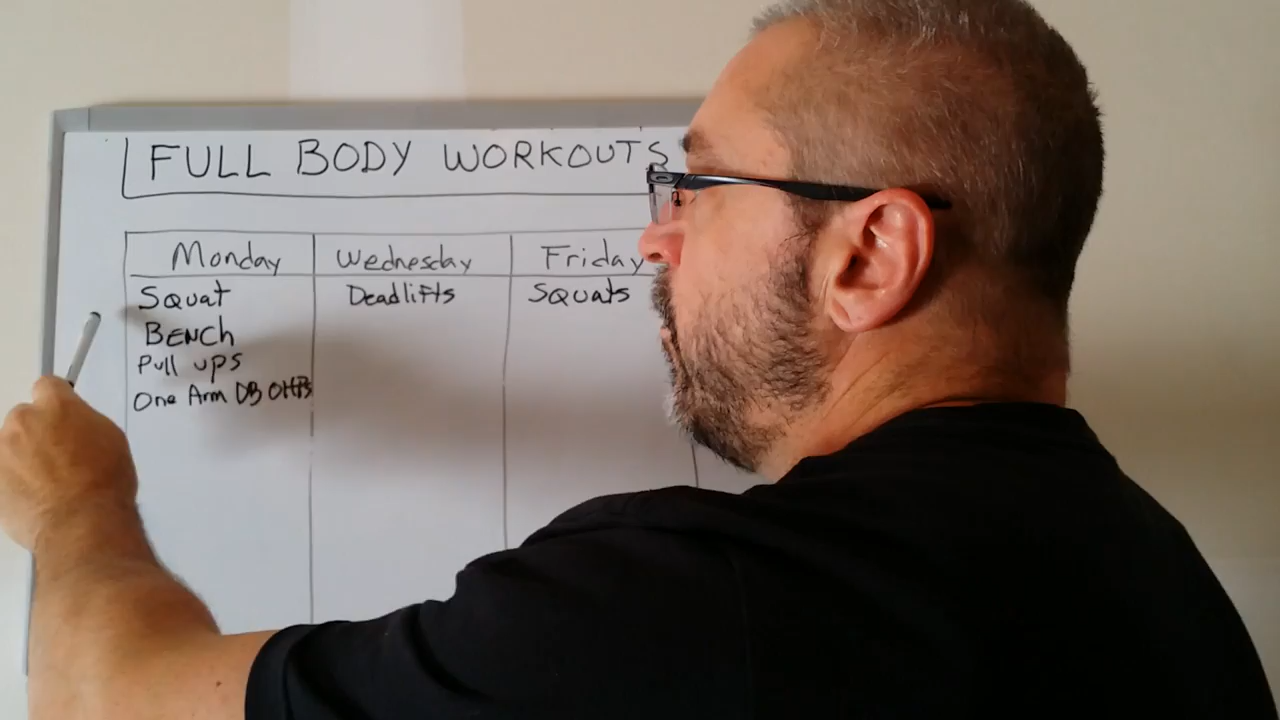 FULL BODY WORKOUTS
Monday Wednesday Friday
Squat Deadlifts Squats
BENCH
Pull ups
One Arm DB OHPs